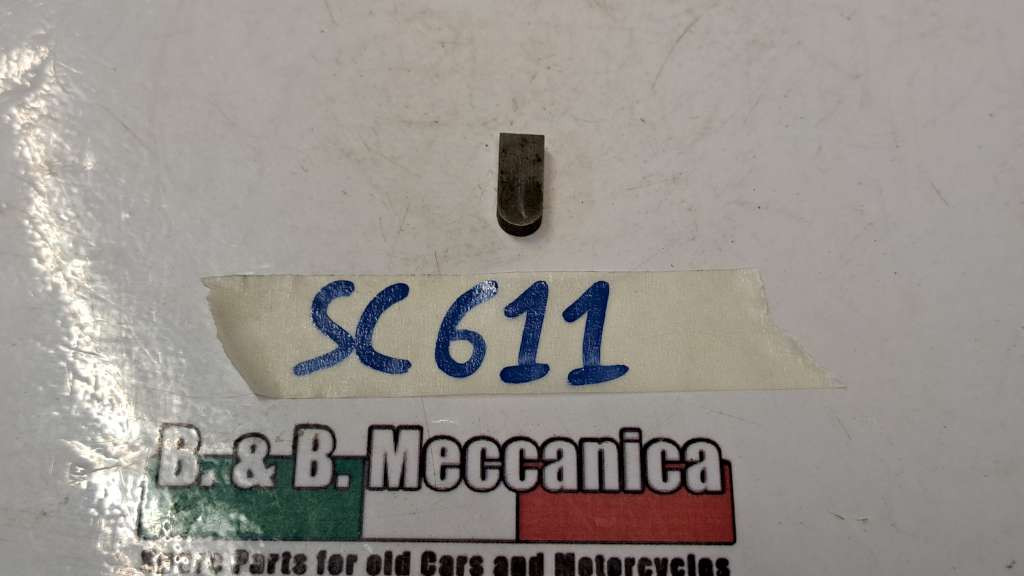 SC611
B. & B. Meccanica
Spare Parts for old Cars and Motorcycles